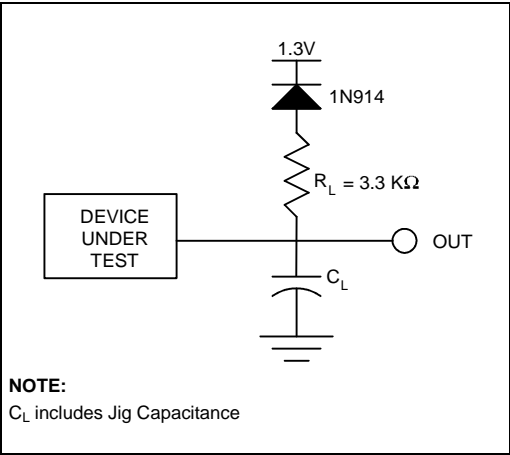 1.3V
1N914
R_L = 3.3 KΩ
DEVICE
UNDER
TEST
OUT
C_L
NOTE:
C_L includes Jig Capacitance